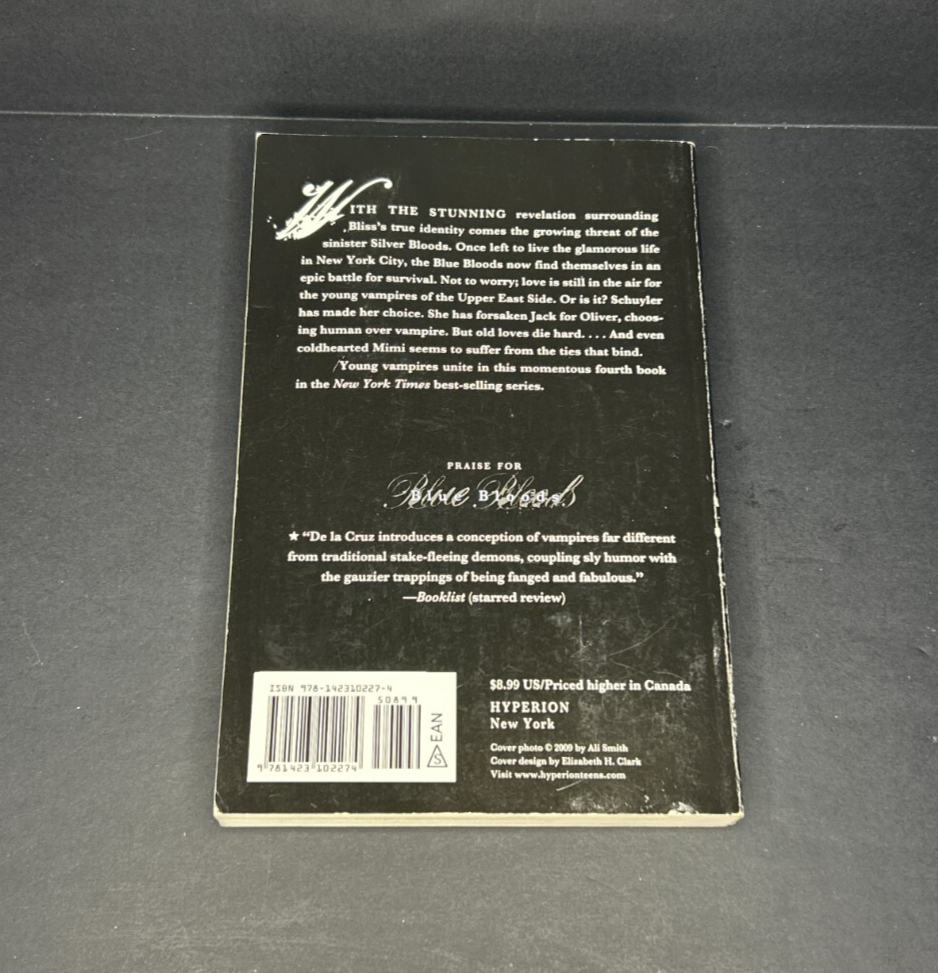 WITH THE STUNNING revelation surrounding
Bliss's true identity comes the growing threat of the
sinister Silver Bloods. Once left to live the glamorous life
in New York City, the Blue Bloods now find themselves in an
epic battle for survival. Not to worry; love is still in the air for
the young vampires of the Upper East Side. Or is it? Schuyler
has made her choice. She has forsaken Jack for Oliver, choos-
ing human over vampire. But old loves die hard. . . . And even
coldhearted Mimi seems to suffer from the ties that bind.
Young vampires unite in this momentous fourth book
in the New York Times best-selling series.
PRAISE FOR
Blue Bloods
★ “De la Cruz introduces a conception of vampires far different
from traditional stake-fleeing demons, coupling sly humor with
the gauzier trappings of being fanged and fabulous.”
—Booklist (starred review)
ISBN 978-142310227-4
50899
EAN
9 781423 102274
$8.99 US/Priced higher in Canada
HYPERION
New York
Cover photo © 2009 by Ali Smith
Cover design by Elizabeth H. Clark
Visit www.hyperionteens.com